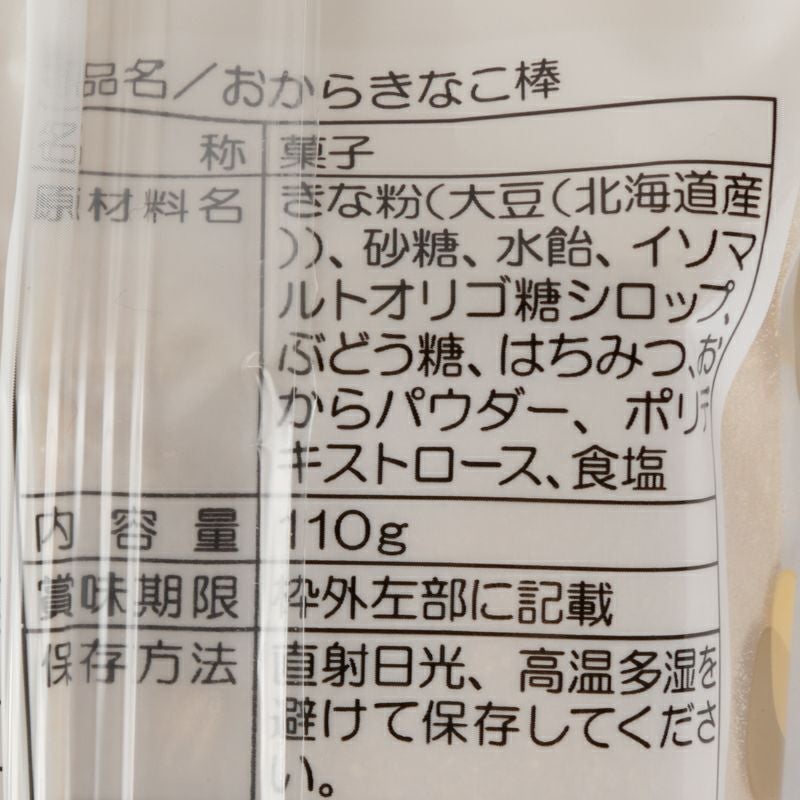 商品名／おからきなこ棒
名称 菓子
原材料名 きな粉（大豆（北海道産
））、砂糖、水飴、イソマ
ルトオリゴ糖シロップ、
ぶどう糖、はちみつ、お
からパウダー、ポリデ
キストロース、食塩
内容量 110g
賞味期限 枠外左部に記載
保存方法 直射日光、高温多湿を
避けて保存してくださ
い。